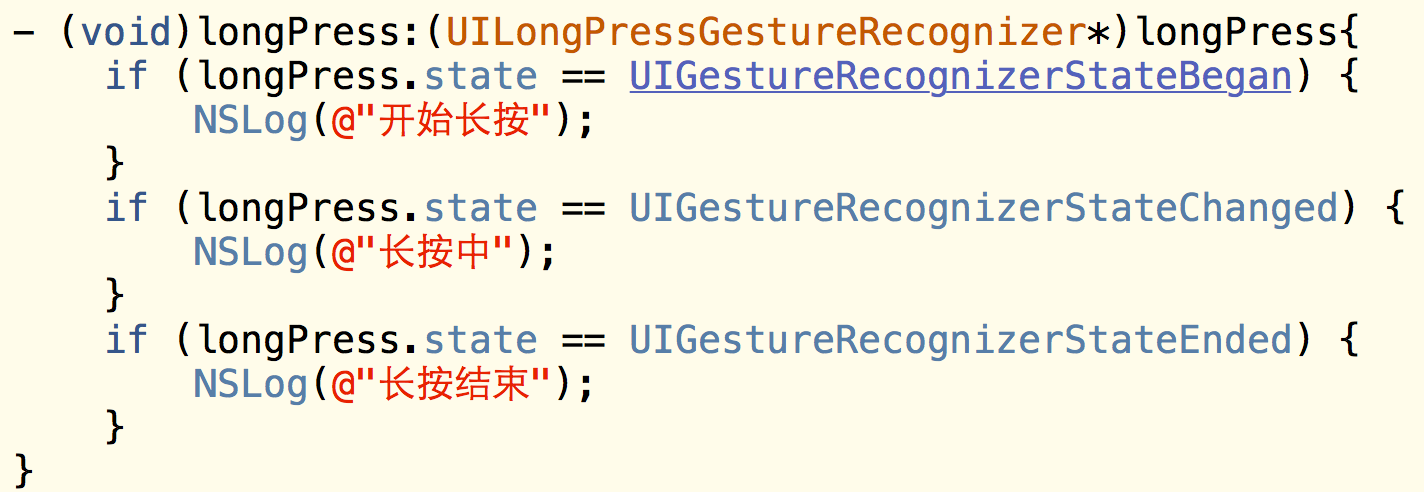 - (void)longPress:(UILongPressGestureRecognizer*)longPress{
    if (longPress.state == UIGestureRecognizerStateBegan) {
        NSLog(@"开始长按");
    }
    if (longPress.state == UIGestureRecognizerStateChanged) {
        NSLog(@"长按中");
    }
    if (longPress.state == UIGestureRecognizerStateEnded) {
        NSLog(@"长按结束");
    }
}